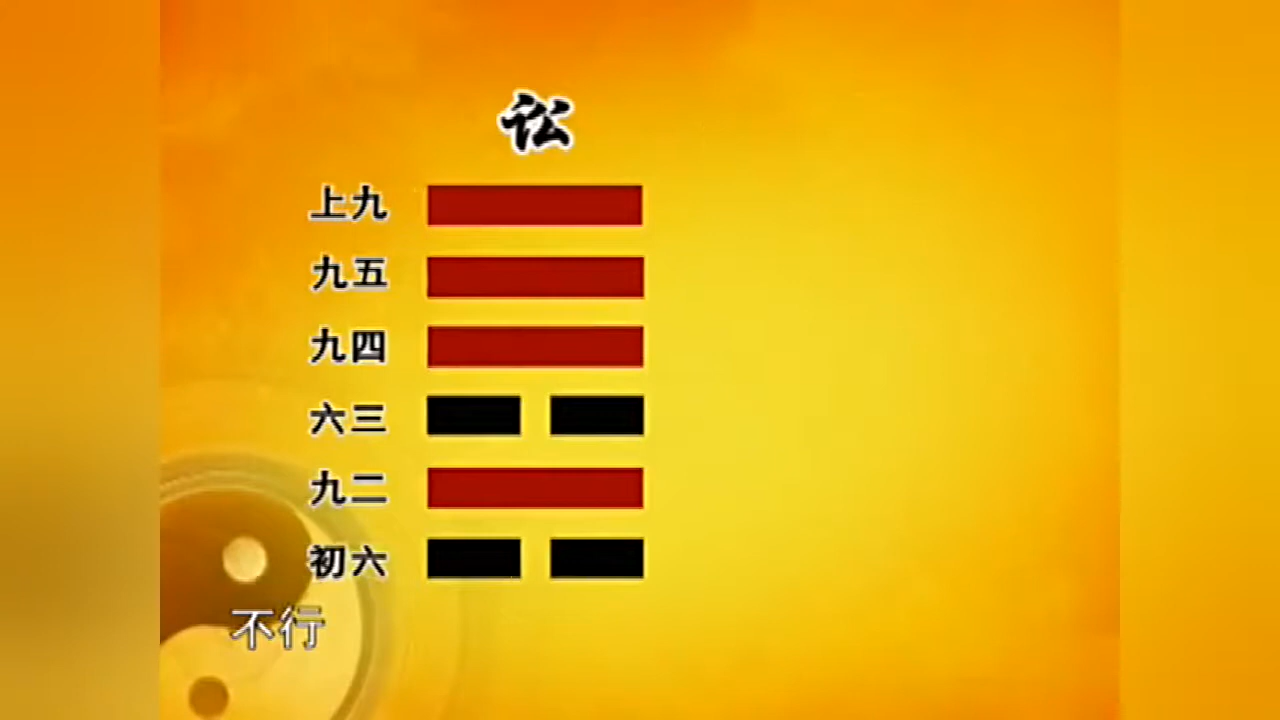 讼
上九
九五
九四
六三
九二
初六
不行